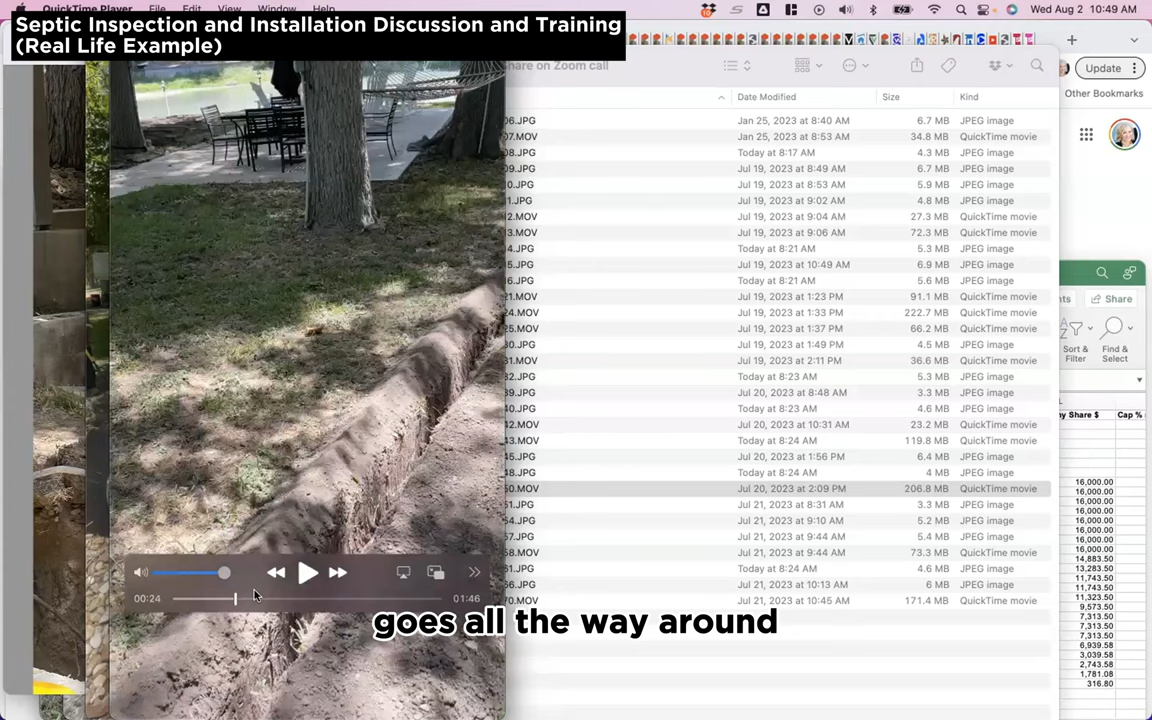 QuickTime Player File Edit View Window Help Wed Aug 2 10:49 AM
Septic Inspection and Installation Discussion and Training
(Real Life Example)
Share on Zoom call
Update
Other Bookmarks
Date Modified Size Kind
06.JPG Jan 25, 2023 at 8:40 AM 6.7 MB JPEG image
07.MOV Jan 25, 2023 at 8:53 AM 34.8 MB QuickTime movie
08.JPG Today at 8:17 AM 4.3 MB JPEG image
09.JPG Jul 19, 2023 at 8:49 AM 6.7 MB JPEG image
0.JPG Jul 19, 2023 at 8:53 AM 5.9 MB JPEG image
1.JPG Jul 19, 2023 at 9:02 AM 4.8 MB JPEG image
2.MOV Jul 19, 2023 at 9:04 AM 27.3 MB QuickTime movie
3.MOV Jul 19, 2023 at 9:06 AM 72.3 MB QuickTime movie
4.JPG Today at 8:21 AM 5.3 MB JPEG image
5.JPG Jul 19, 2023 at 10:49 AM 6.9 MB JPEG image
6.JPG Today at 8:21 AM 5.6 MB JPEG image
21.MOV Jul 19, 2023 at 1:23 PM 91.1 MB QuickTime movie
24.MOV Jul 19, 2023 at 1:33 PM 222.7 MB QuickTime movie
25.MOV Jul 19, 2023 at 1:37 PM 66.2 MB QuickTime movie
30.JPG Jul 19, 2023 at 1:49 PM 4.5 MB JPEG image
31.MOV Jul 19, 2023 at 2:11 PM 36.6 MB QuickTime movie
32.JPG Today at 8:23 AM 5.3 MB JPEG image
39.JPG Jul 20, 2023 at 8:48 AM 3.3 MB JPEG image
40.JPG Today at 8:23 AM 4.6 MB JPEG image
42.MOV Jul 20, 2023 at 10:31 AM 23.2 MB QuickTime movie
43.MOV Today at 8:24 AM 119.8 MB QuickTime movie
45.JPG Jul 20, 2023 at 1:56 PM 6.4 MB JPEG image
48.JPG Today at 8:24 AM 4 MB JPEG image
50.MOV Jul 20, 2023 at 2:09 PM 206.8 MB QuickTime movie
51.JPG Jul 21, 2023 at 8:31 AM 3.3 MB JPEG image
54.JPG Jul 21, 2023 at 9:10 AM 5.2 MB JPEG image
57.JPG Jul 21, 2023 at 9:44 AM 5.4 MB JPEG image
58.MOV Jul 21, 2023 at 9:44 AM 73.3 MB QuickTime movie
61.JPG Today at 8:24 AM 4.6 MB JPEG image
66.JPG Jul 21, 2023 at 10:13 AM 6 MB JPEG image
70.MOV Jul 21, 2023 at 10:45 AM 171.4 MB QuickTime movie
nts Share
Sort & Filter
Find & Select
L
ny Share $ Cap %
16,000.00
16,000.00
16,000.00
16,000.00
16,000.00
16,000.00
16,000.00
16,000.00
14,883.50
13,283.50
11,743.50
11,743.50
11,323.50
9,573.50
7,313.50
7,313.50
7,313.50
6,939.58
3,039.58
2,743.58
1,781.08
316.80
00:24 01:46
goes all the way around